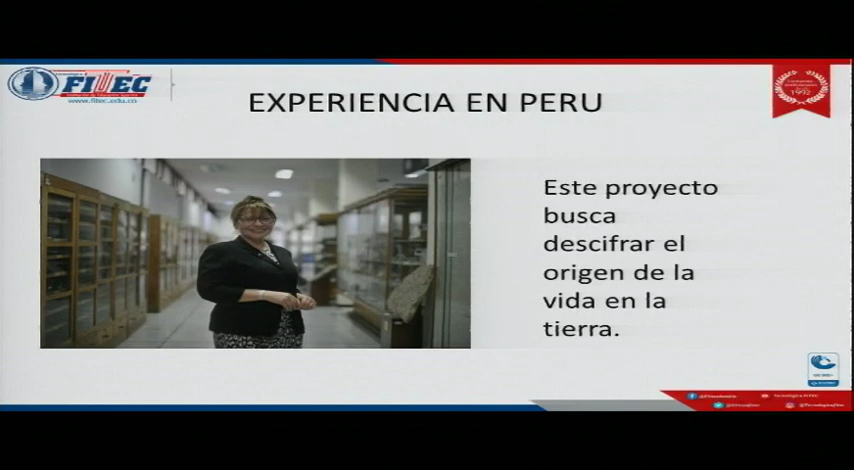 FITEC
www.fitec.edu.co
1992
EXPERIENCIA EN PERU
Este proyecto
busca
descifrar el
origen de la
vida en la
tierra.